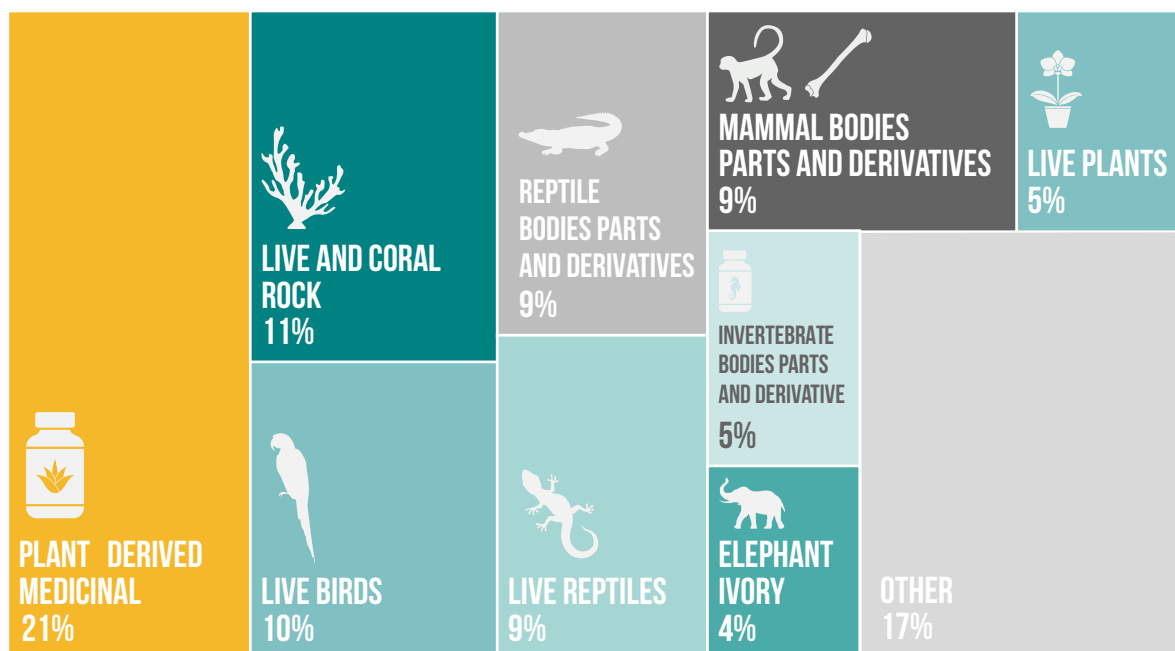 PLANT DERIVED
MEDICINAL
21%
LIVE AND CORAL
ROCK
11%
LIVE BIRDS
10%
REPTILE
BODIES PARTS
AND DERIVATIVES
9%
LIVE REPTILES
9%
MAMMAL BODIES
PARTS AND DERIVATIVES
9%
LIVE PLANTS
5%
INVERTEBRATE
BODIES PARTS
AND DERIVATIVE
5%
ELEPHANT
IVORY
4%
OTHER
17%